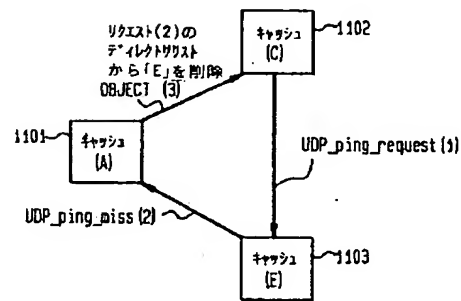 リクエスト(2)の
ディレクトリリスト
から「E」を削除
OBJECT (3)
キャッシュ
(C)
1102
1101
キャッシュ
(A)
UDP_ping_request(1)
UDP_ping_miss(2)
キャッシュ
(E)
1103